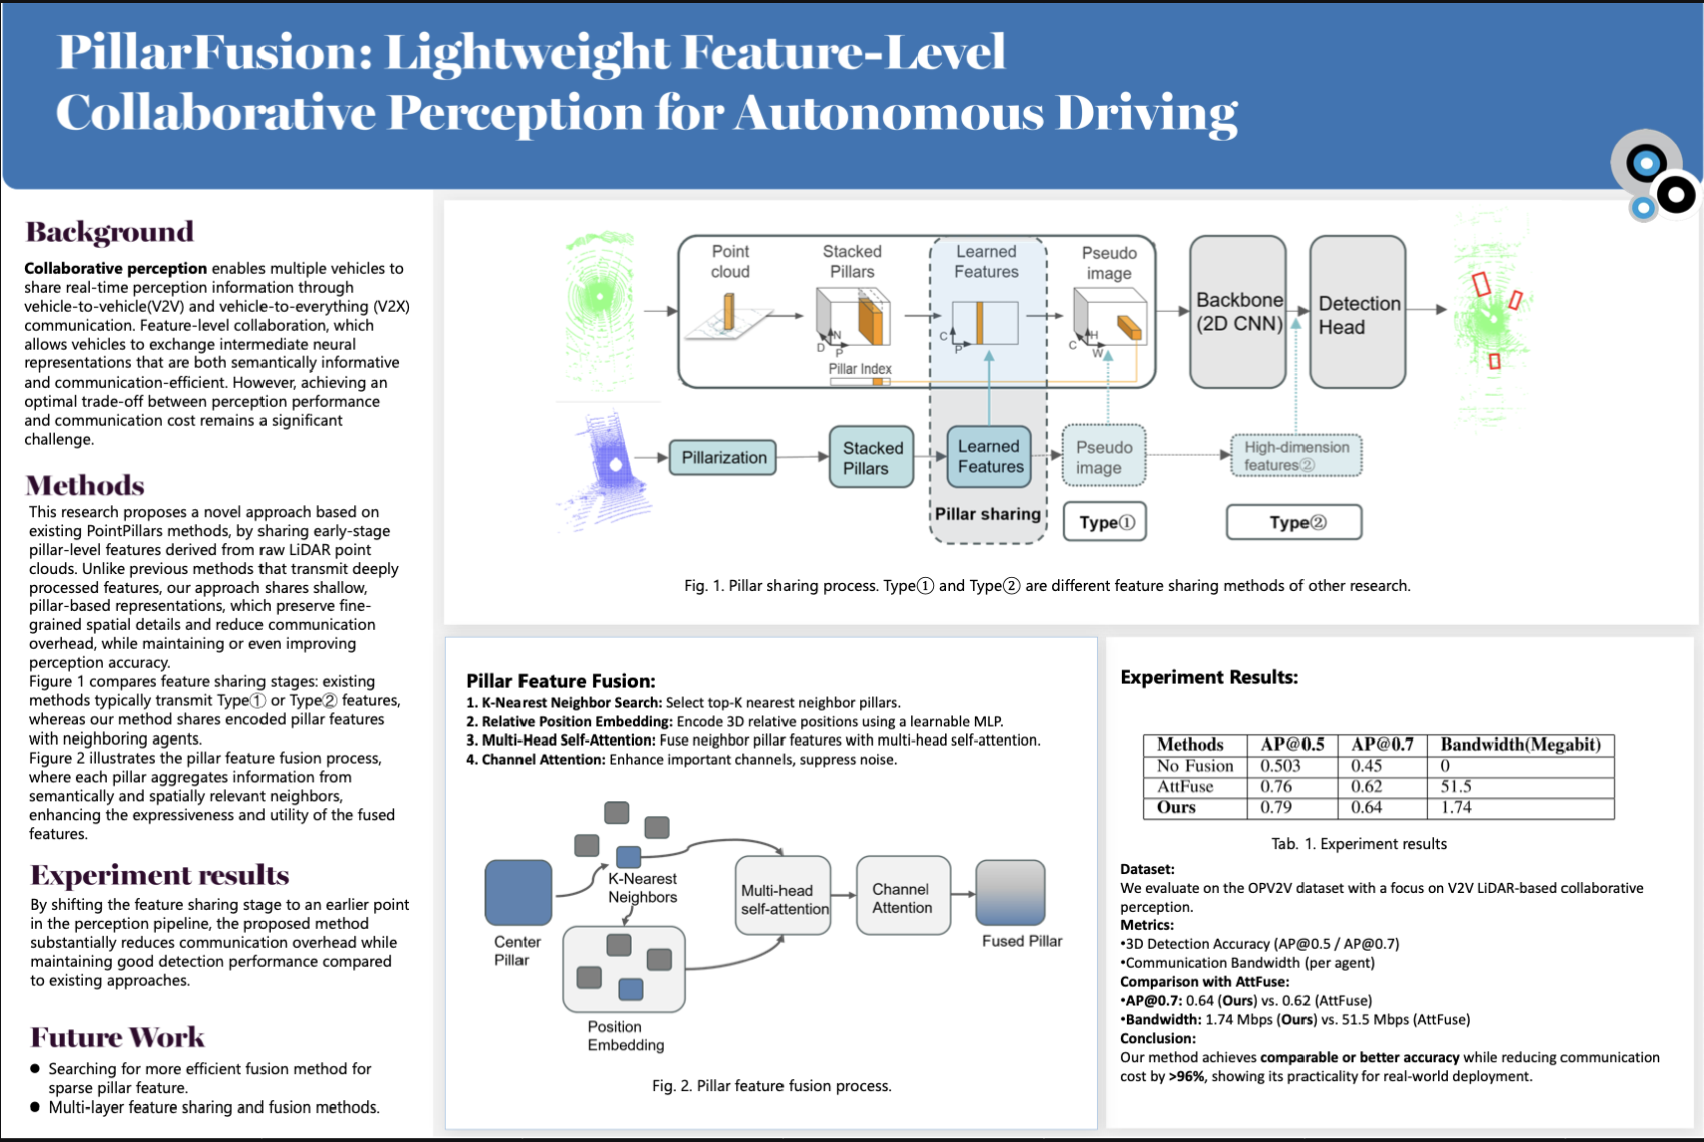 PillarFusion: Lightweight Feature-Level
Collaborative Perception for Autonomous Driving
Background
Collaborative perception enables multiple vehicles to
share real-time perception information through
vehicle-to-vehicle(V2V) and vehicle-to-everything (V2X)
communication. Feature-level collaboration, which
allows vehicles to exchange intermediate neural
representations that are both semantically informative
and communication-efficient. However, achieving an
optimal trade-off between perception performance
and communication cost remains a significant
challenge.
Methods
This research proposes a novel approach based on
existing PointPillars methods, by sharing early-stage
pillar-level features derived from raw LiDAR point
clouds. Unlike previous methods that transmit deeply
processed features, our approach shares shallow,
pillar-based representations, which preserve fine-
grained spatial details and reduce communication
overhead, while maintaining or even improving
perception accuracy.
Figure 1 compares feature sharing stages: existing
methods typically transmit Type① or Type② features,
whereas our method shares encoded pillar features
with neighboring agents.
Figure 2 illustrates the pillar feature fusion process,
where each pillar aggregates information from
semantically and spatially relevant neighbors,
enhancing the expressiveness and utility of the fused
features.
Experiment results
By shifting the feature sharing stage to an earlier point
in the perception pipeline, the proposed method
substantially reduces communication overhead while
maintaining good detection performance compared
to existing approaches.
Future Work
● Searching for more efficient fusion method for
sparse pillar feature.
● Multi-layer feature sharing and fusion methods.
Point
cloud
Stacked
Pillars
D N P
Pillar Index
Learned
Features
C P
Pseudo
image
C H W
Backbone
(2D CNN)
Detection
Head
Pillarization
Stacked
Pillars
Learned
Features
Pseudo
image
High-dimension
features②
Pillar sharing
Type①
Type②
Fig. 1. Pillar sharing process. Type① and Type② are different feature sharing methods of other research.
Pillar Feature Fusion:
1. K-Nearest Neighbor Search: Select top-K nearest neighbor pillars.
2. Relative Position Embedding: Encode 3D relative positions using a learnable MLP.
3. Multi-Head Self-Attention: Fuse neighbor pillar features with multi-head self-attention.
4. Channel Attention: Enhance important channels, suppress noise.
Center
Pillar
K-Nearest
Neighbors
Position
Embedding
Multi-head
self-attention
Channel
Attention
Fused Pillar
Fig. 2. Pillar feature fusion process.
Experiment Results:
Methods AP@0.5 AP@0.7 Bandwidth(Megabit)
No Fusion 0.503 0.45 0
AttFuse 0.76 0.62 51.5
Ours 0.79 0.64 1.74
Tab. 1. Experiment results
Dataset:
We evaluate on the OPV2V dataset with a focus on V2V LiDAR-based collaborative
perception.
Metrics:
•3D Detection Accuracy (AP@0.5 / AP@0.7)
•Communication Bandwidth (per agent)
Comparison with AttFuse:
•AP@0.7: 0.64 (Ours) vs. 0.62 (AttFuse)
•Bandwidth: 1.74 Mbps (Ours) vs. 51.5 Mbps (AttFuse)
Conclusion:
Our method achieves comparable or better accuracy while reducing communication
cost by >96%, showing its practicality for real-world deployment.